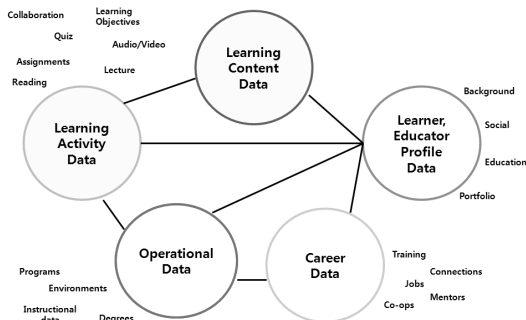 Collaboration
Learning
Objectives
Quiz
Audio/Video
Assignments
Lecture
Reading
Learning
Content
Data
Learning
Activity
Data
Learner,
Educator
Profile
Data
Background
Social
Education
Portfolio
Operational
Data
Career
Data
Programs
Environments
Instructional
data
Degrees
Training
Connections
Jobs
Mentors
Co-ops